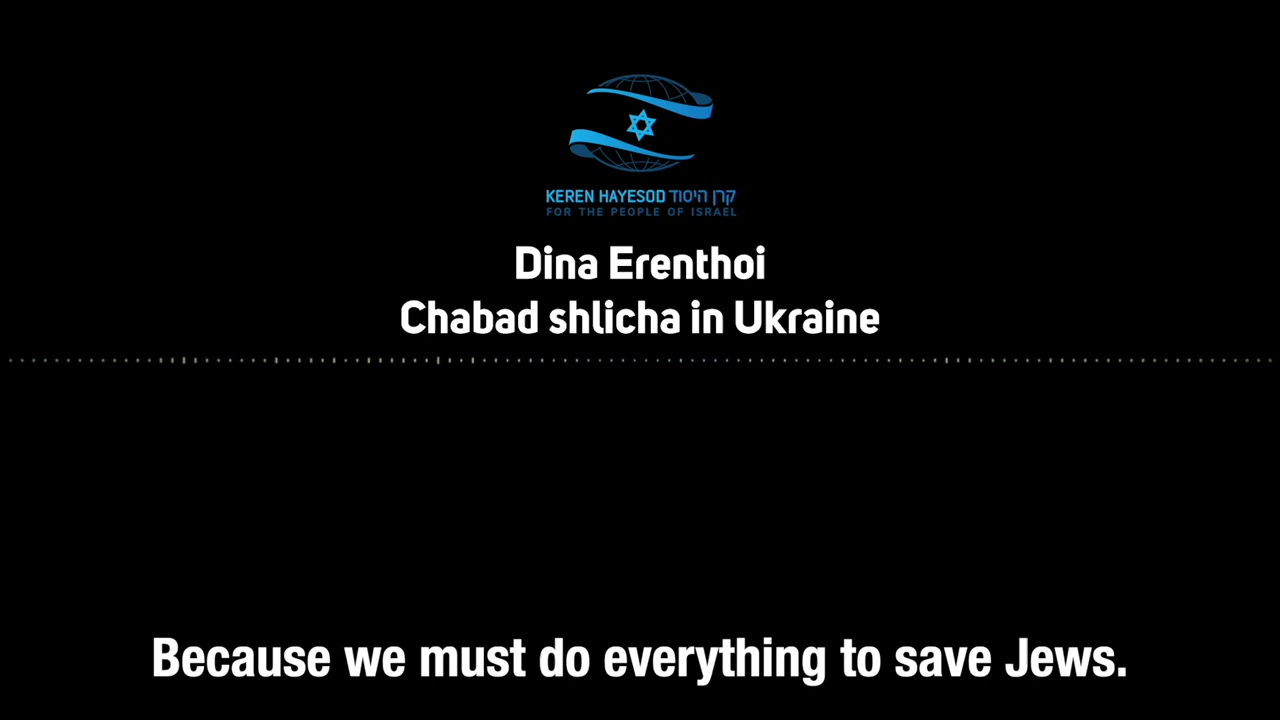 KEREN HAYESOD קרן היסוד
FOR THE PEOPLE OF ISRAEL
Dina Erenthoi
Chabad shlicha in Ukraine
Because we must do everything to save Jews.